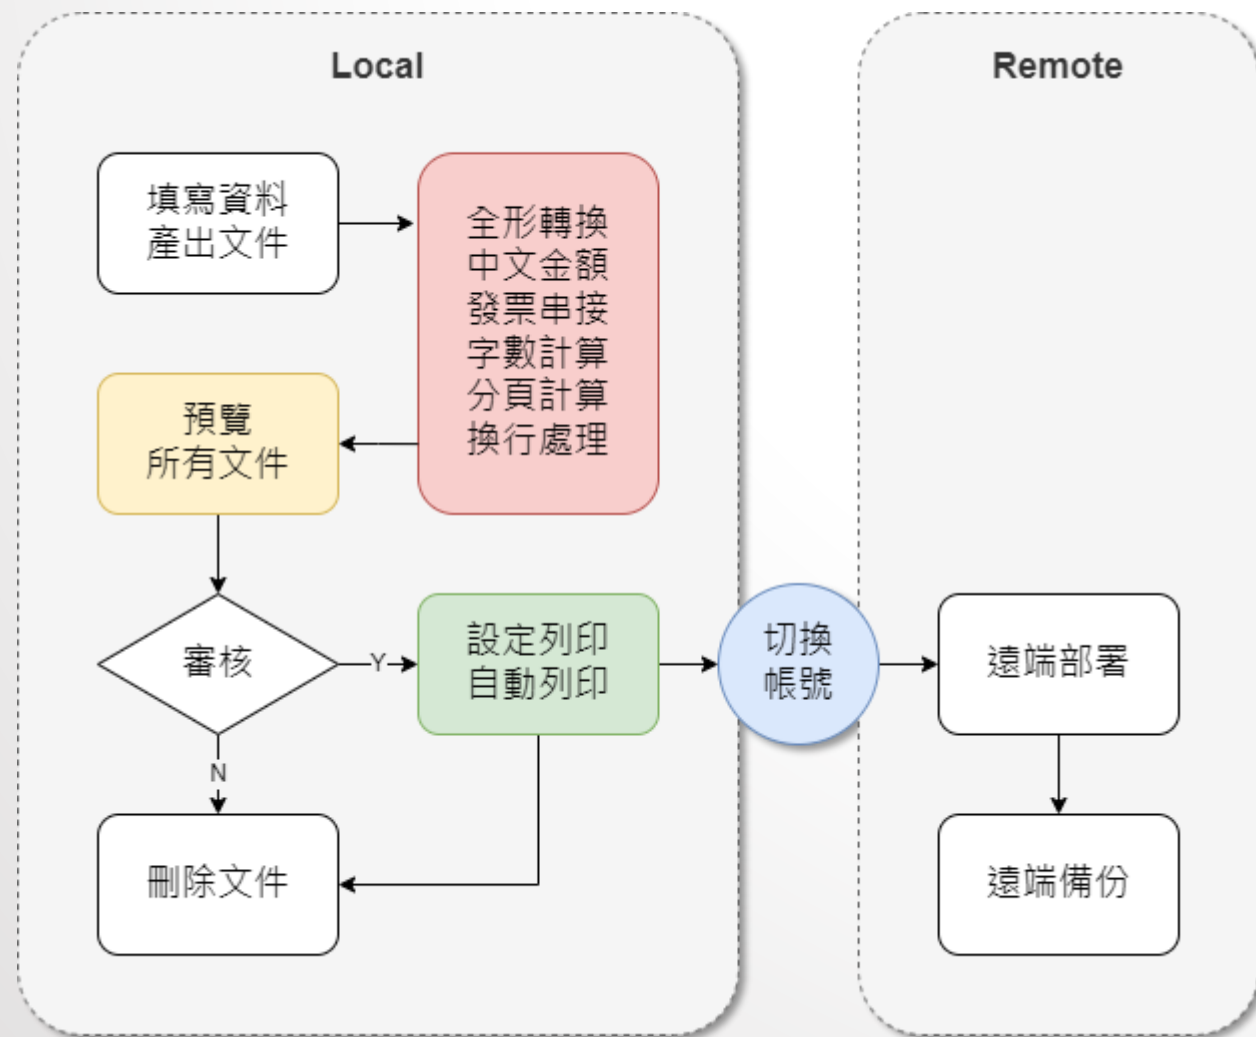 Local
填寫資料
產出文件
全形轉換
中文金額
發票串接
字數計算
分頁計算
換行處理
預覽
所有文件
審核
Y
設定列印
自動列印
N
刪除文件
切換
帳號
Remote
遠端部署
遠端備份